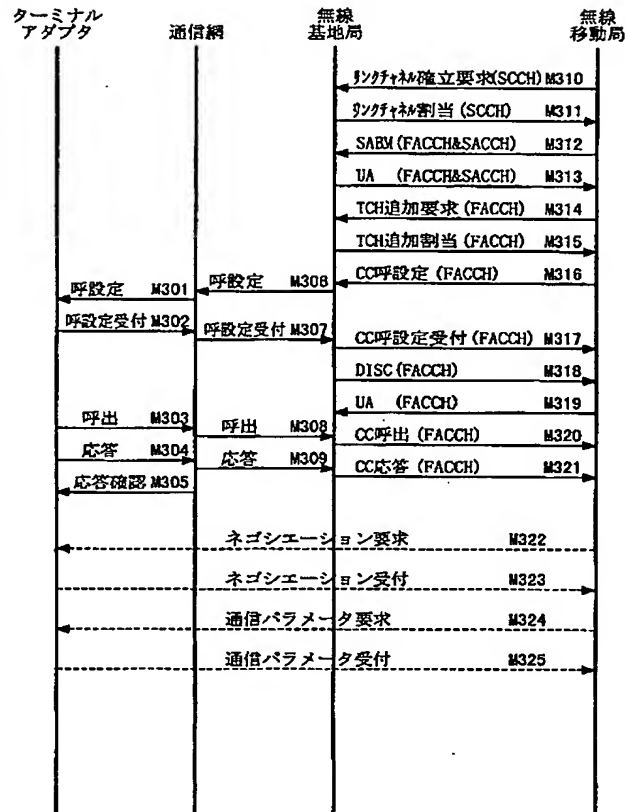 ターミナル
アダプタ
通信網
無線
基地局
無線
移動局
リンクチャネル確立要求(SCCH) M310
リンクチャネル割当 (SCCH) M311
SABM (FACCH&SACCH) M312
UA (FACCH&SACCH) M313
TCH追加要求 (FACCH) M314
TCH追加割当 (FACCH) M315
呼設定 M301
呼設定 M306
CC呼設定 (FACCH) M316
呼設定受付 M302
呼設定受付 M307
CC呼設定受付 (FACCH) M317
DISC (FACCH) M318
UA (FACCH) M319
呼出 M303
呼出 M308
CC呼出 (FACCH) M320
応答 M304
応答 M309
CC応答 (FACCH) M321
応答確認 M305
ネゴシエーション要求 M322
ネゴシエーション受付 M323
通信パラメータ要求 M324
通信パラメータ受付 M325